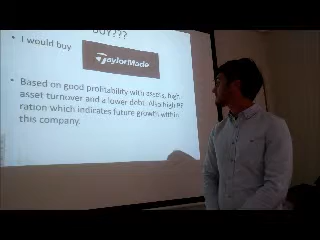 BUY???
• I would buy
TaylorMade
• Based on good profitability with assets, high
asset turnover and a lower debt. Also high PE
ration which indicates future growth within
this company.